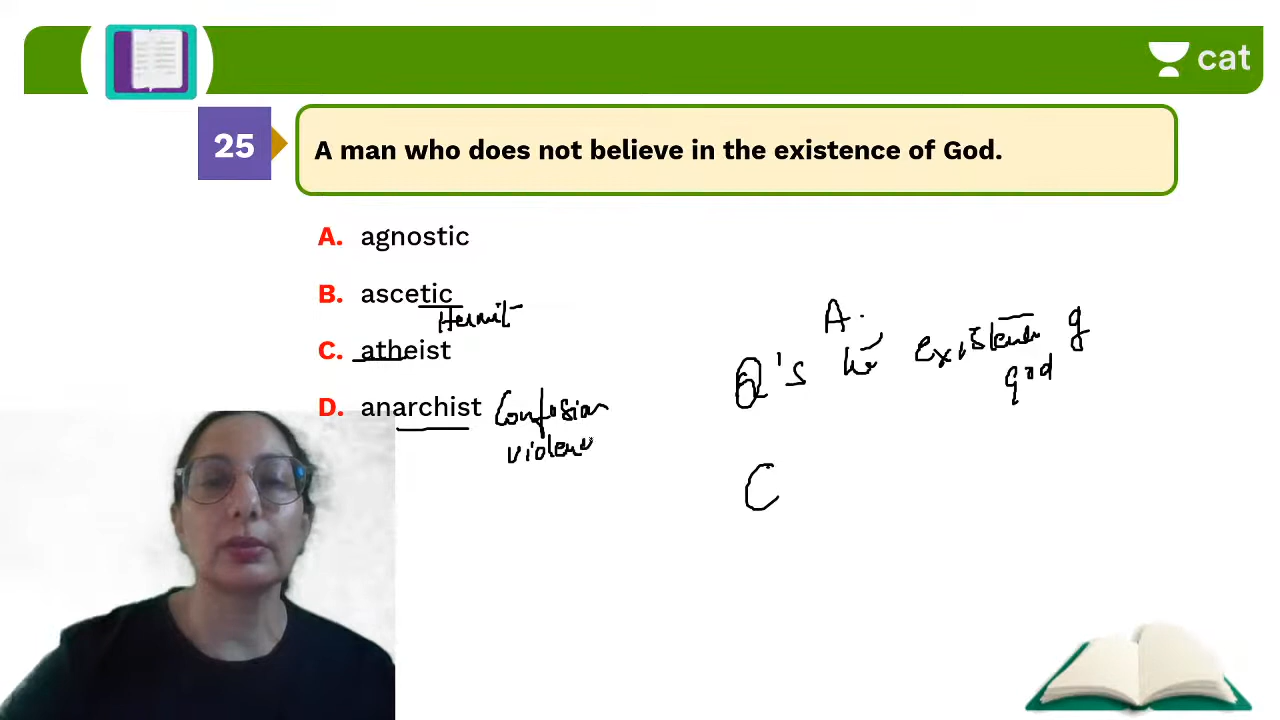 cat
25
A man who does not believe in the existence of God.
A. agnostic
B. ascetic
Hermit
C. atheist
D. anarchist Confusion
violence
A.
Q's the existence of
god
C